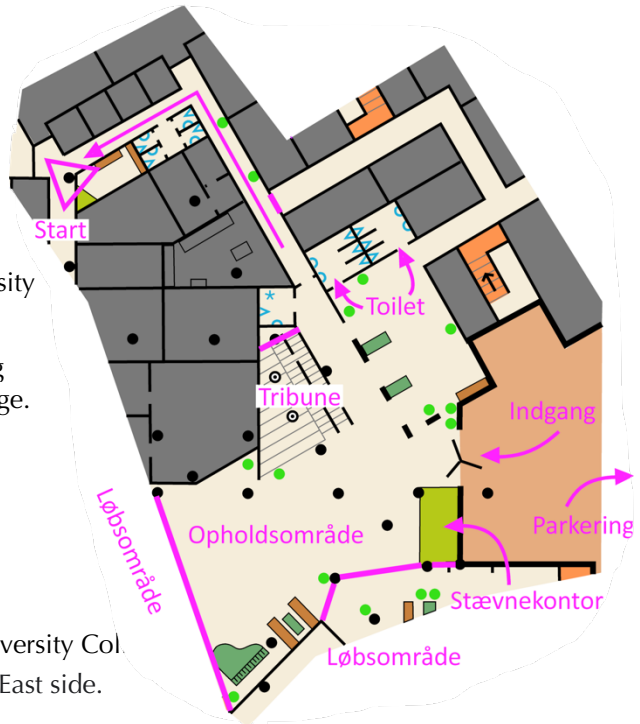 Start
sity
Toilet
g
ge.
Tribune
Indgang
Løbsområde
Opholdsområde
Parkering
Stævnekontor
versity Col
Løbsområde
East side.